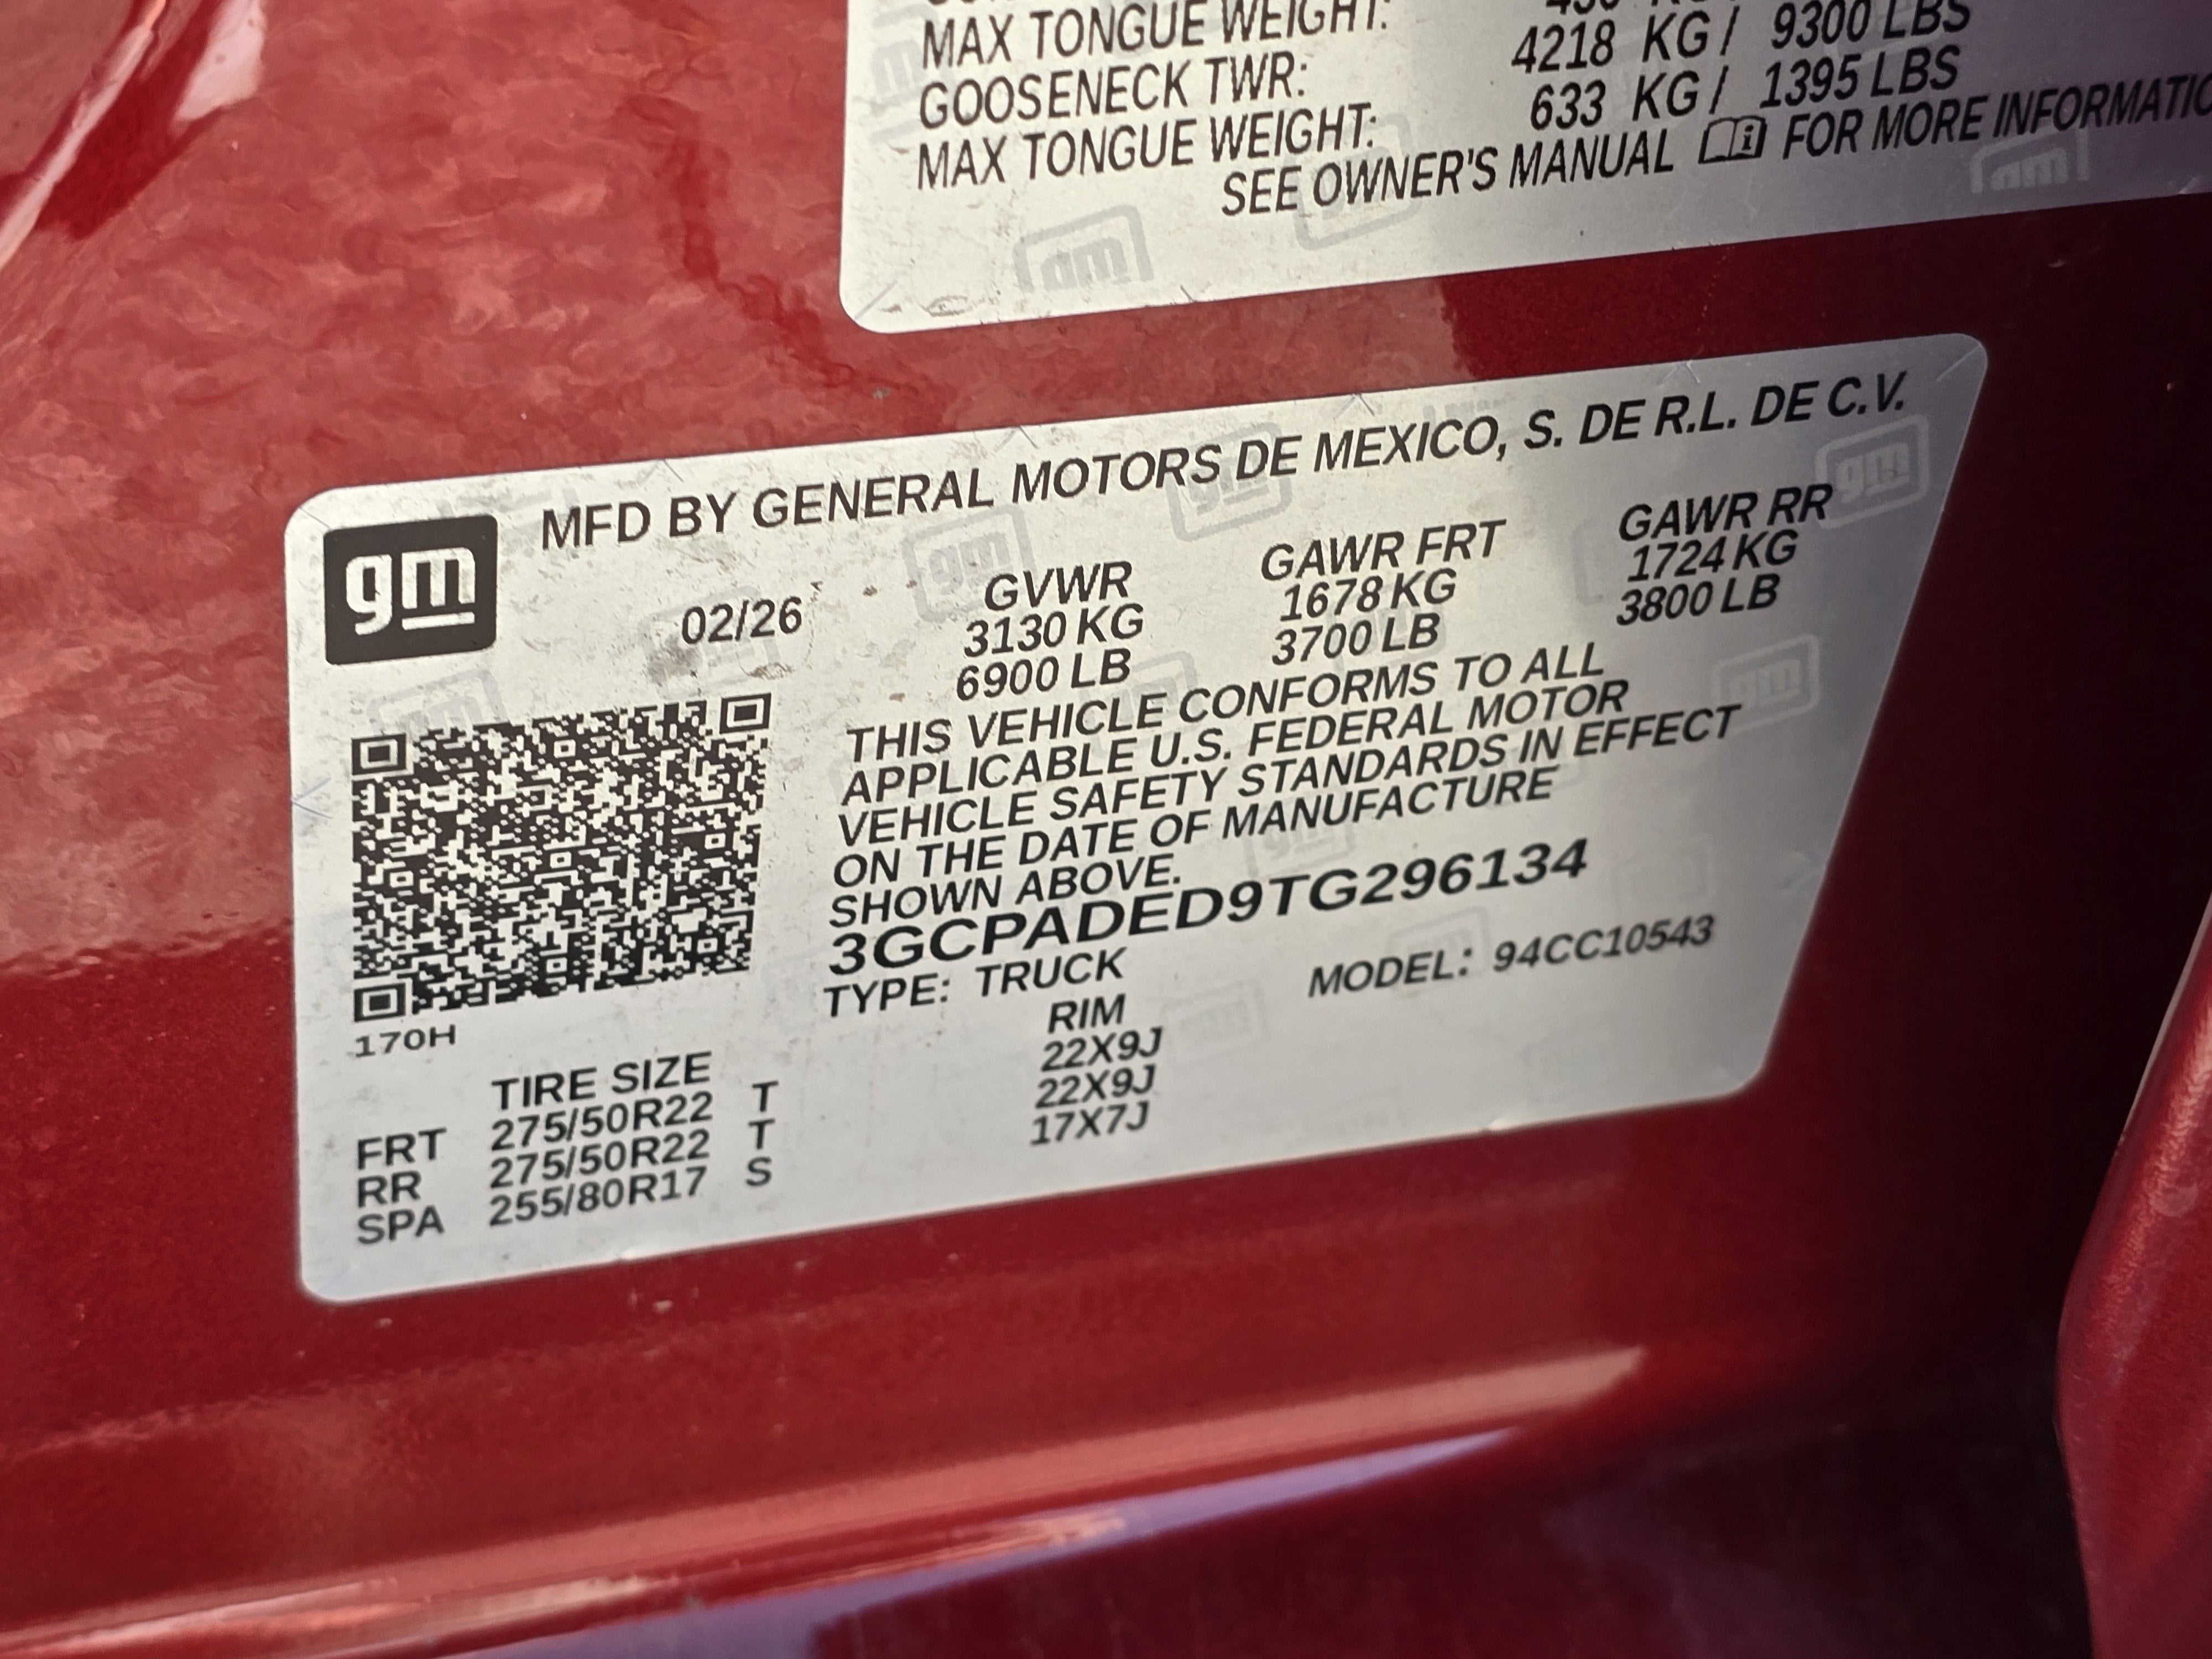 MAX TONGUE WEIGHT:
GOOSENECK TWR: 4218 KG / 9300 LBS
MAX TONGUE WEIGHT: 633 KG / 1395 LBS
SEE OWNER'S MANUAL FOR MORE
gm MFD BY GENERAL MOTORS DE MEXICO, S. DE R.L. DE C.V.
02/26
GVWR GAWR FRT GAWR RR
3130 KG 1678 KG 1724 KG
6900 LB 3700 LB 3800 LB
THIS VEHICLE CONFORMS TO ALL
APPLICABLE U.S. FEDERAL MOTOR
VEHICLE SAFETY STANDARDS IN EFFECT
ON THE DATE OF MANUFACTURE
SHOWN ABOVE.
3GCPADED9TG296134
TYPE: TRUCK MODEL: 94CC10543
170H
TIRE SIZE RIM
FRT 275/50R22 T 22X9J
RR 275/50R22 T 22X9J
SPA 255/80R17 S 17X7J